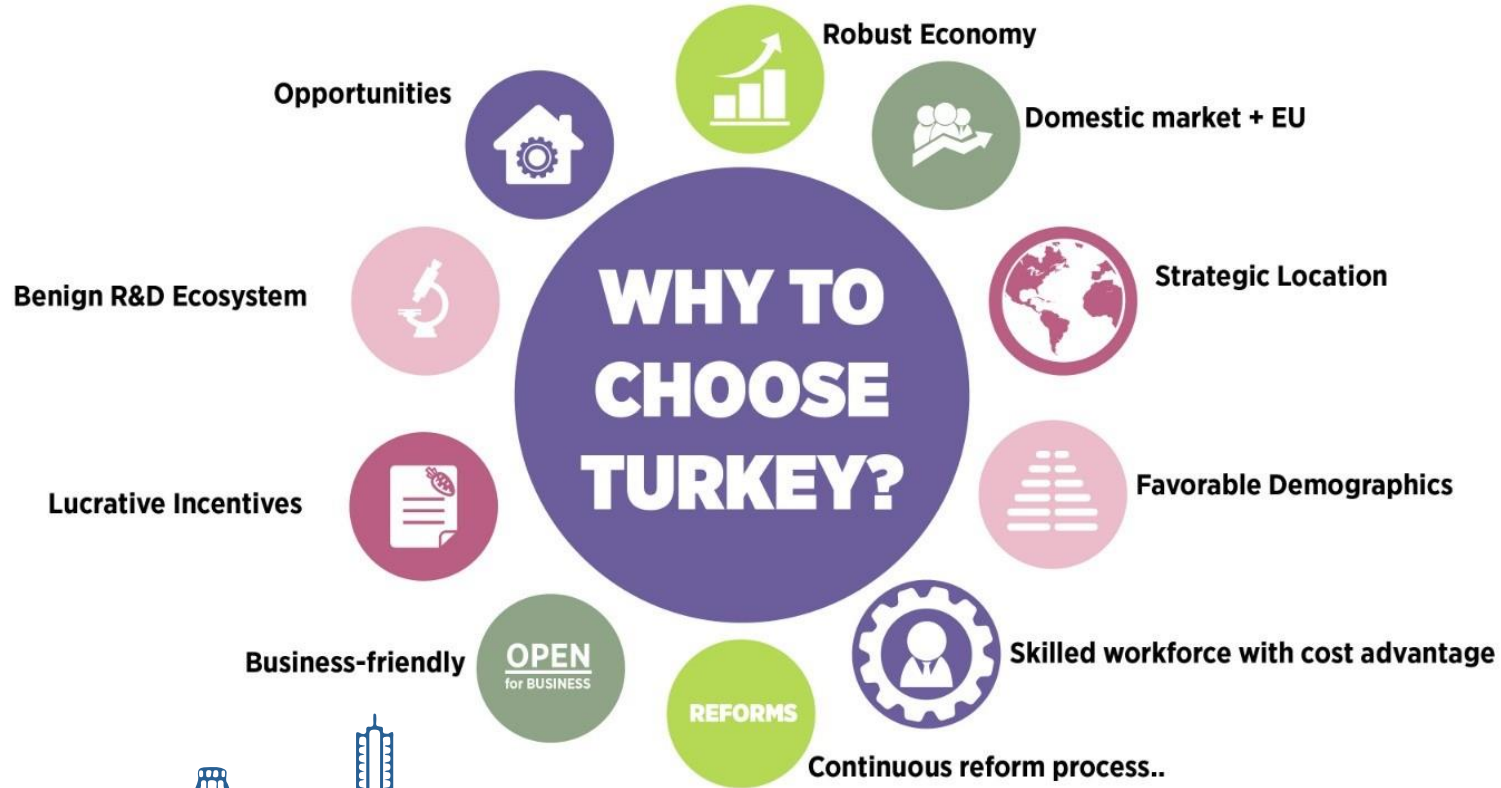 WHY TO
CHOOSE
TURKEY?
Robust Economy
Domestic market + EU
Strategic Location
Favorable Demographics
Skilled workforce with cost advantage
REFORMS
Continuous reform process..
OPEN
for BUSINESS
Business-friendly
Lucrative Incentives
Benign R&D Ecosystem
Opportunities